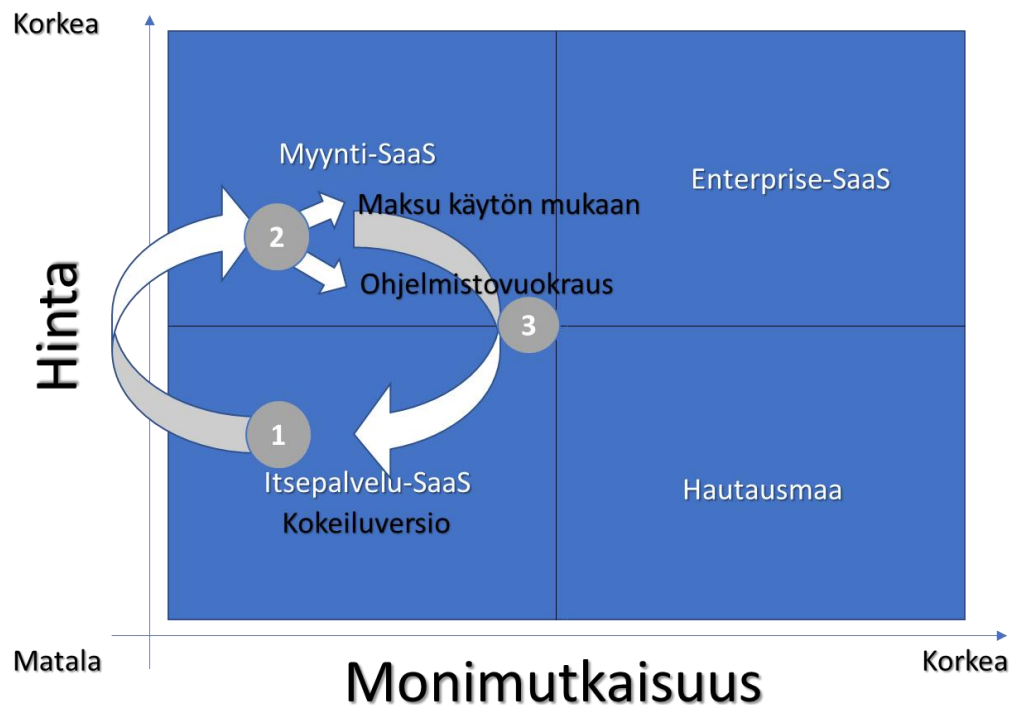 Korkea
Myynti-SaaS
Enterprise-SaaS
Maksu käytön mukaan
2
Ohjelmistovuokraus
3
Hinta
1
Itsepalvelu-SaaS
Hautausmaa
Kokeiluversio
Matala
Korkea
Monimutkaisuus